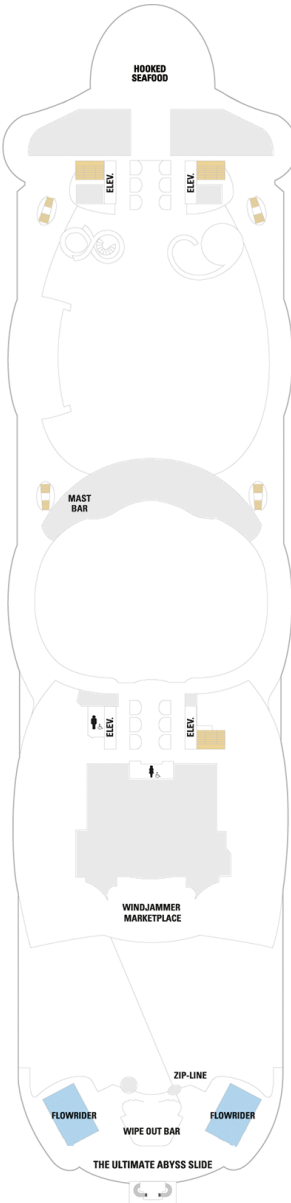 HOOKED
SEAFOOD
ELEV. ELEV.
MAST
BAR
ELEV. ELEV.
WINDJAMMER
MARKETPLACE
ZIP-LINE
FLOWRIDER FLOWRIDER
WIPE OUT BAR
THE ULTIMATE ABYSS SLIDE